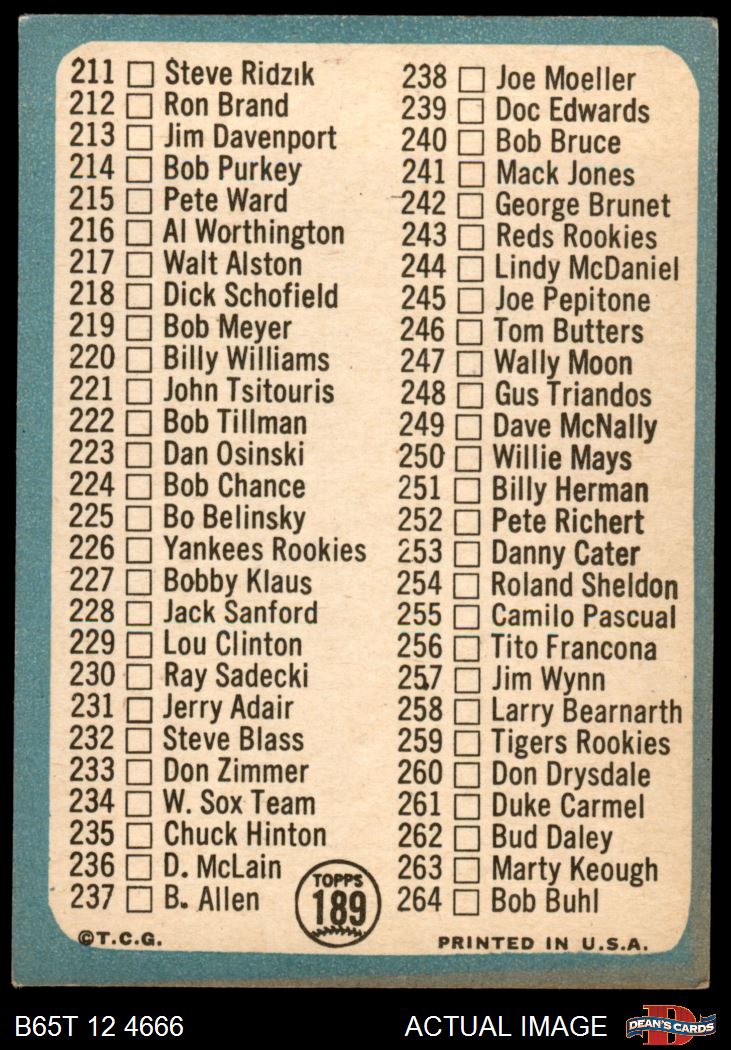 211 Steve Ridzik
212 Ron Brand
213 Jim Davenport
214 Bob Purkey
215 Pete Ward
216 Al Worthington
217 Walt Alston
218 Dick Schofield
219 Bob Meyer
220 Billy Williams
221 John Tsitouris
222 Bob Tillman
223 Dan Osinski
224 Bob Chance
225 Bo Belinsky
226 Yankees Rookies
227 Bobby Klaus
228 Jack Sanford
229 Lou Clinton
230 Ray Sadecki
231 Jerry Adair
232 Steve Blass
233 Don Zimmer
234 W. Sox Team
235 Chuck Hinton
236 D. McLain
237 B. Allen
238 Joe Moeller
239 Doc Edwards
240 Bob Bruce
241 Mack Jones
242 George Brunet
243 Reds Rookies
244 Lindy McDaniel
245 Joe Pepitone
246 Tom Butters
247 Wally Moon
248 Gus Triandos
249 Dave McNally
250 Willie Mays
251 Billy Herman
252 Pete Richert
253 Danny Cater
254 Roland Sheldon
255 Camilo Pascual
256 Tito Francona
257 Jim Wynn
258 Larry Bearnarth
259 Tigers Rookies
260 Don Drysdale
261 Duke Carmel
262 Bud Daley
263 Marty Keough
264 Bob Buhl
TOPPS
189
©T.C.G.
PRINTED IN U.S.A.
B65T 12 4666
ACTUAL IMAGE
D
DEAN'S CARDS